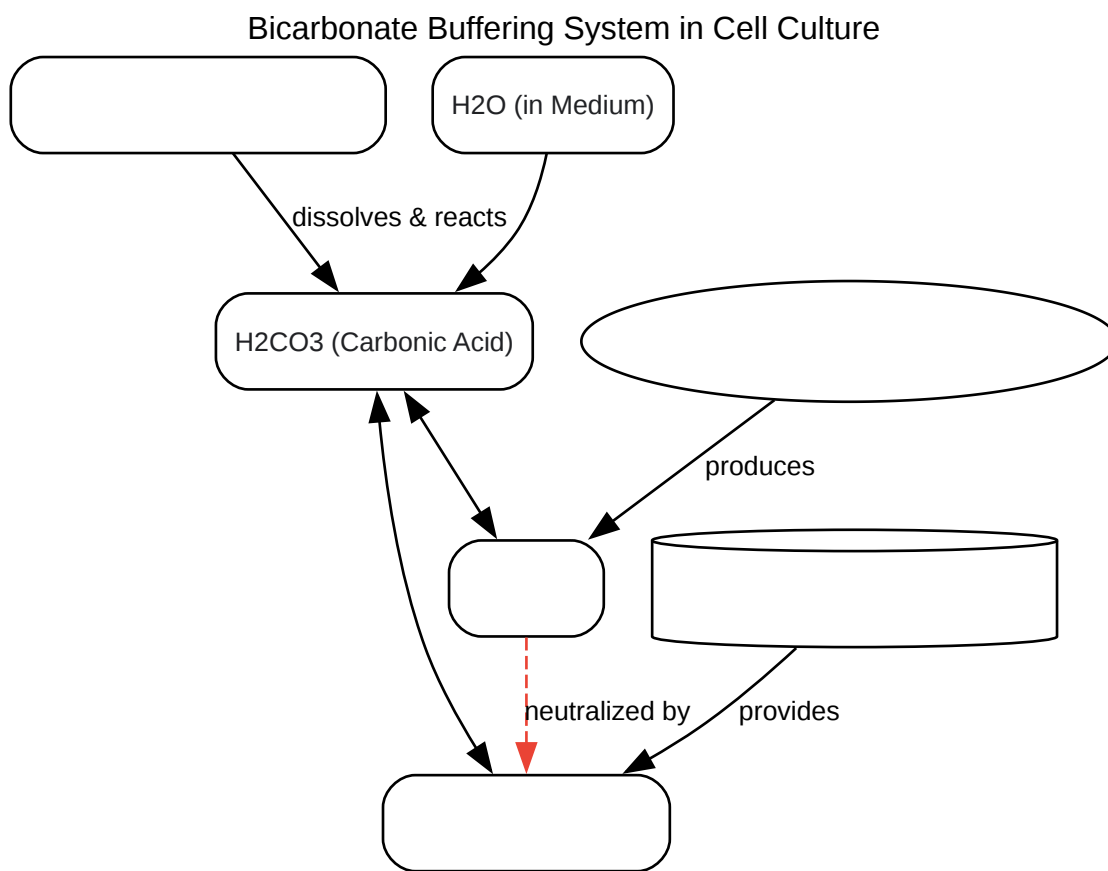 Bicarbonate Buffering System in Cell Culture
H2O (in Medium)
dissolves & reacts
H2CO3 (Carbonic Acid)
produces
neutralized by
provides